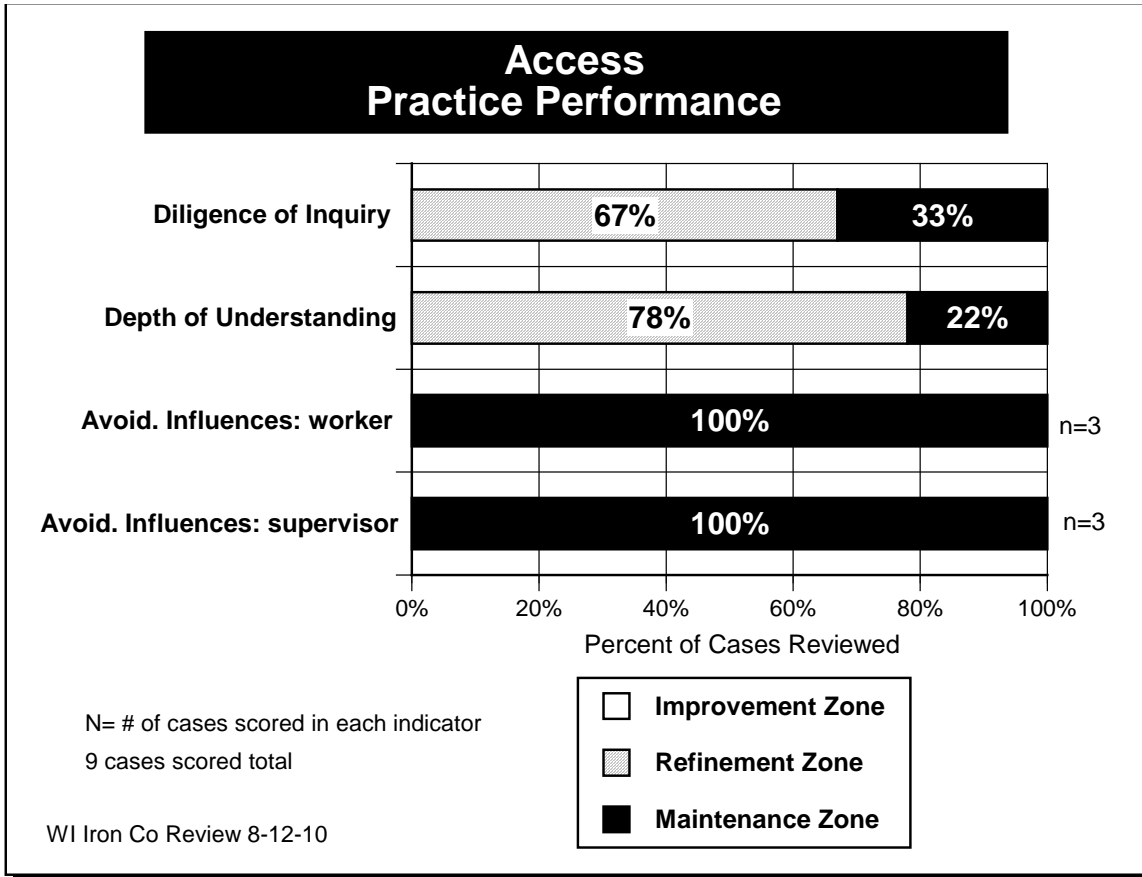 Access
Practice Performance
Diligence of Inquiry
67%
33%
Depth of Understanding
78%
22%
Avoid. Influences: worker
100%
n=3
Avoid. Influences: supervisor
100%
n=3
0%
20%
40%
60%
80%
100%
Percent of Cases Reviewed
Improvement Zone
Refinement Zone
Maintenance Zone
N= # of cases scored in each indicator
9 cases scored total
WI Iron Co Review 8-12-10